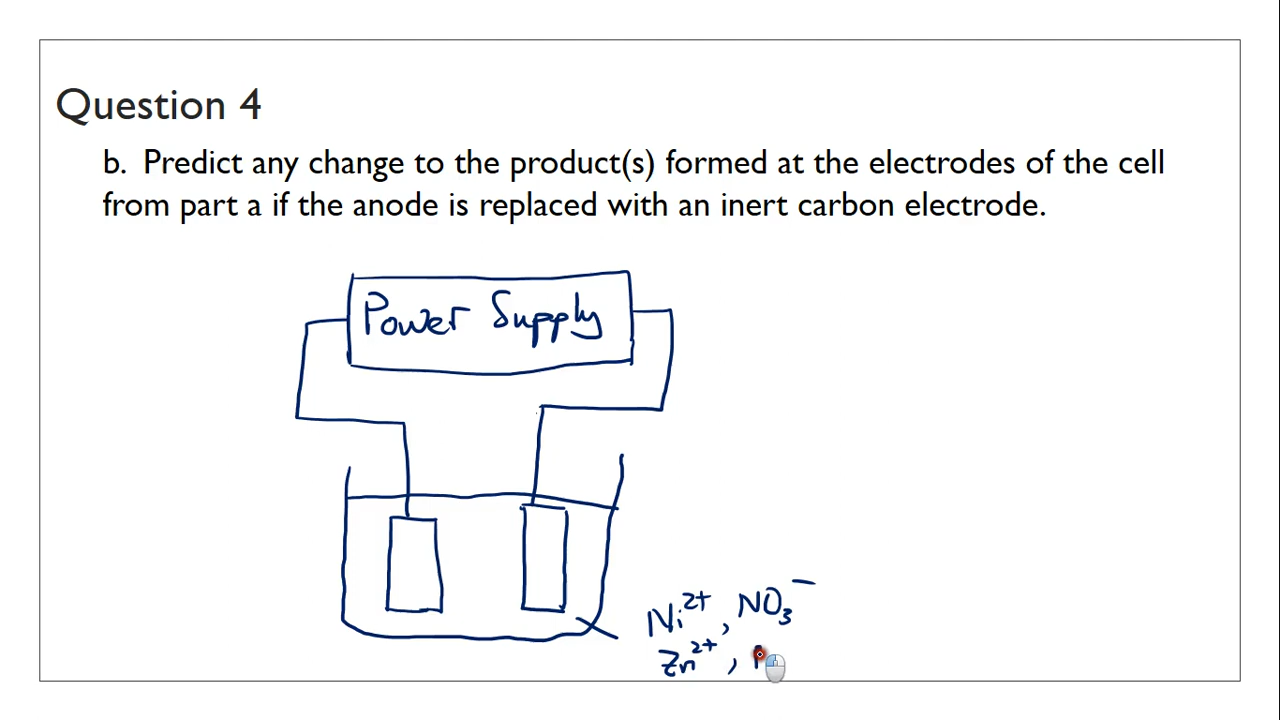 Question 4
b. Predict any change to the product(s) formed at the electrodes of the cell
from part a if the anode is replaced with an inert carbon electrode.
Power Supply
Ni²⁺, NO₃⁻
Zn²⁺,